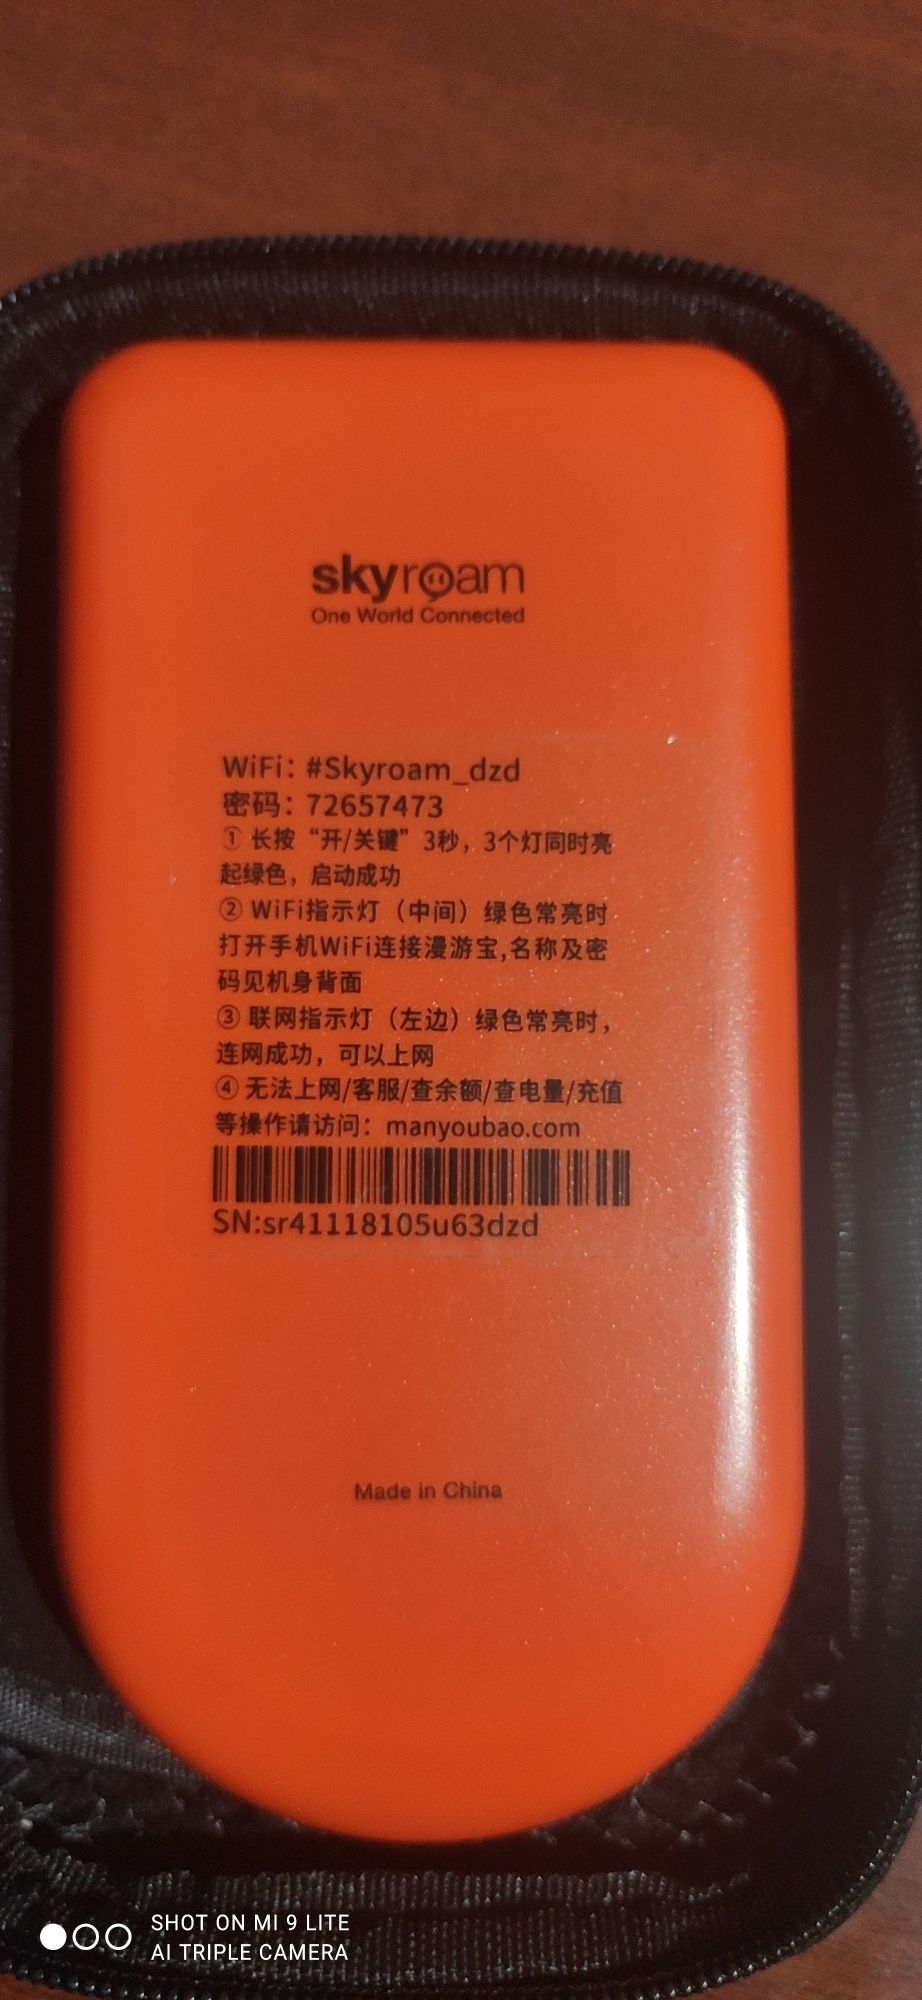 skyroam
One World Connected
WiFi: #Skyroam_dzd
密码: 72657473
① 长按“开/关键”3秒，3个灯同时亮
起绿色，启动成功
② WiFi指示灯（中间）绿色常亮时
打开手机WiFi连接漫游宝,名称及密
码见机身背面
③ 联网指示灯（左边）绿色常亮时，
连网成功，可以上网
④ 无法上网/客服/查余额/查电量/充值
等操作请访问：manyoubao.com
SN:sr41118105u63dzd
Made in China
SHOT ON MI 9 LITE
AI TRIPLE CAMERA